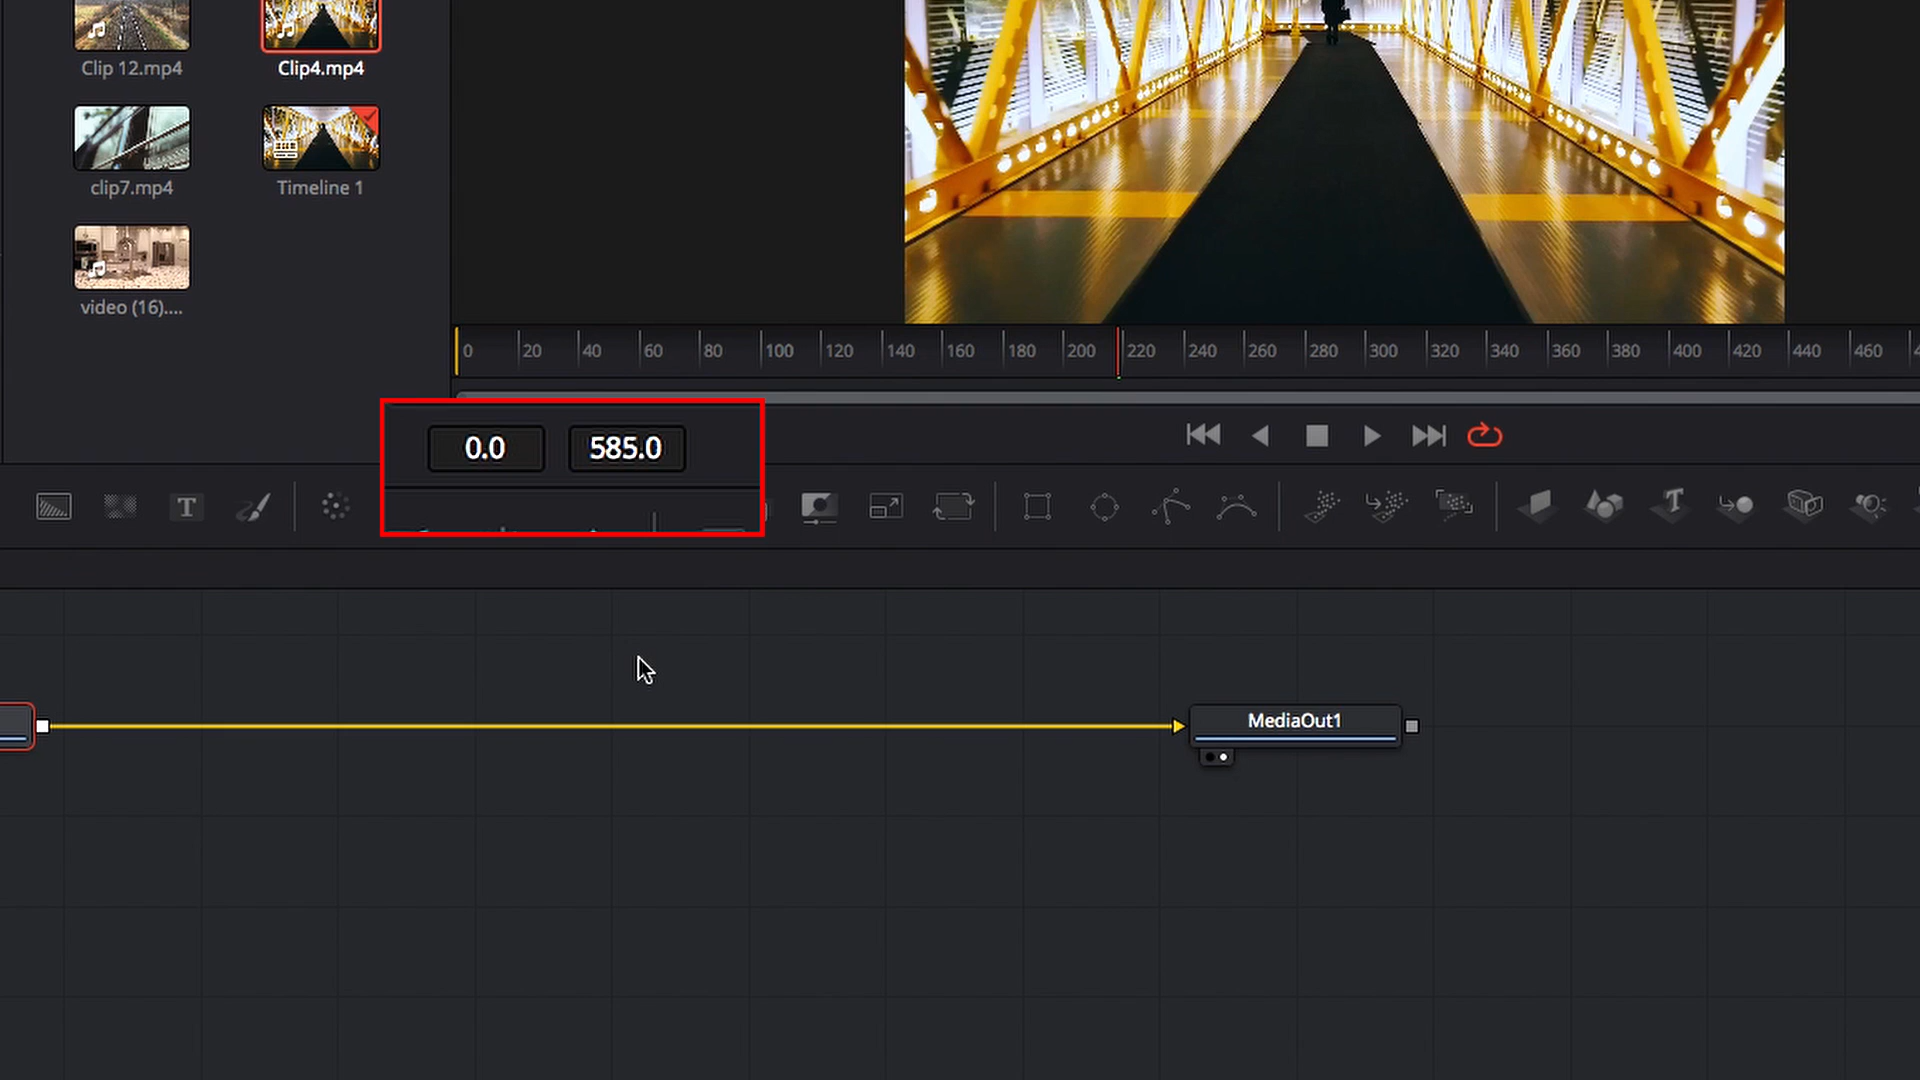 Clip 12.mp4
Clip4.mp4
clip7.mp4
Timeline 1
video (16)....
0 20 40 60 80 100 120 140 160 180 200 220 240 260 280 300 320 340 360 380 400 420 440 460
0.0 585.0
T
T
MediaOut1